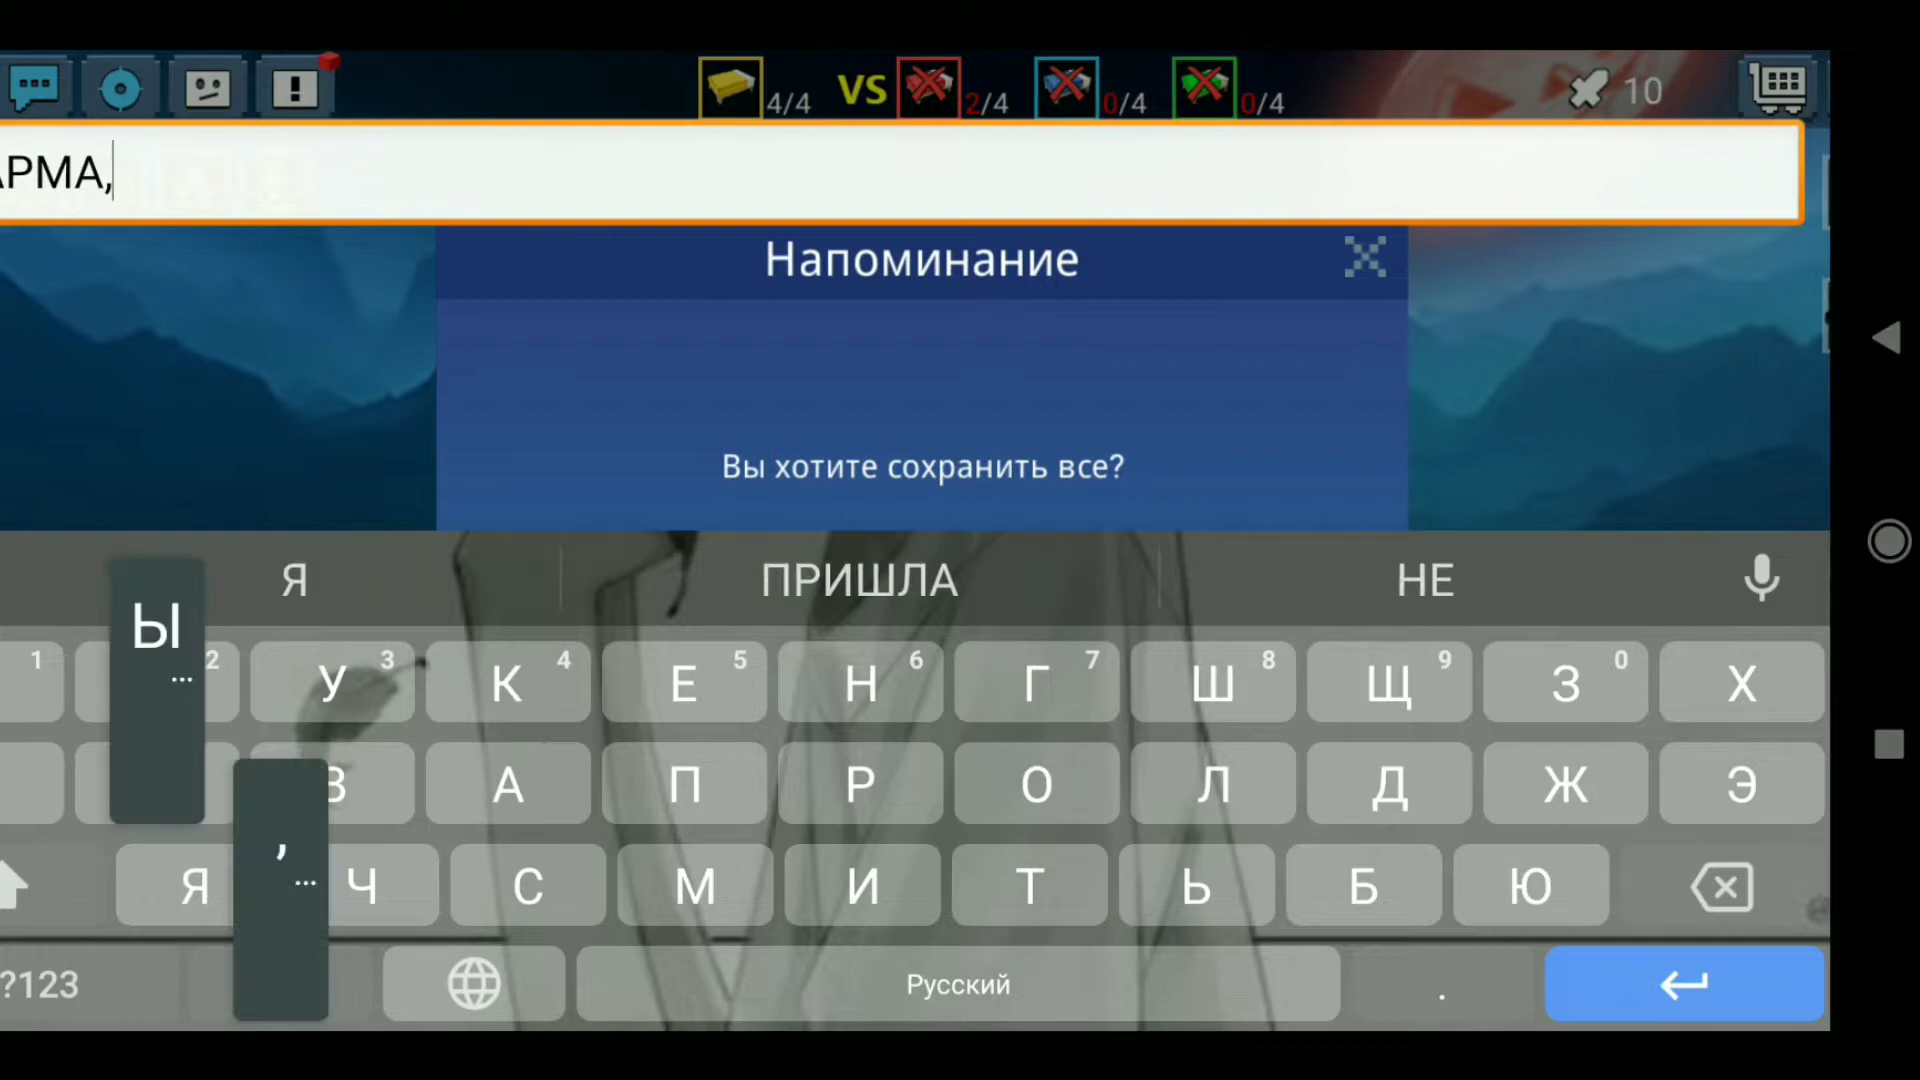 4/4 VS 2/4 0/4 0/4 10
АРМА,
Напоминание
Вы хотите сохранить все?
Я ПРИШЛА НЕ
Ы
1 2 У 3 К 4 Е 5 Н 6 Г 7 Ш 8 Щ 9 З 0 Х
В А П Р О Л Д Ж Э
,
Я Ч С М И Т Ь Б Ю
?123 Русский .